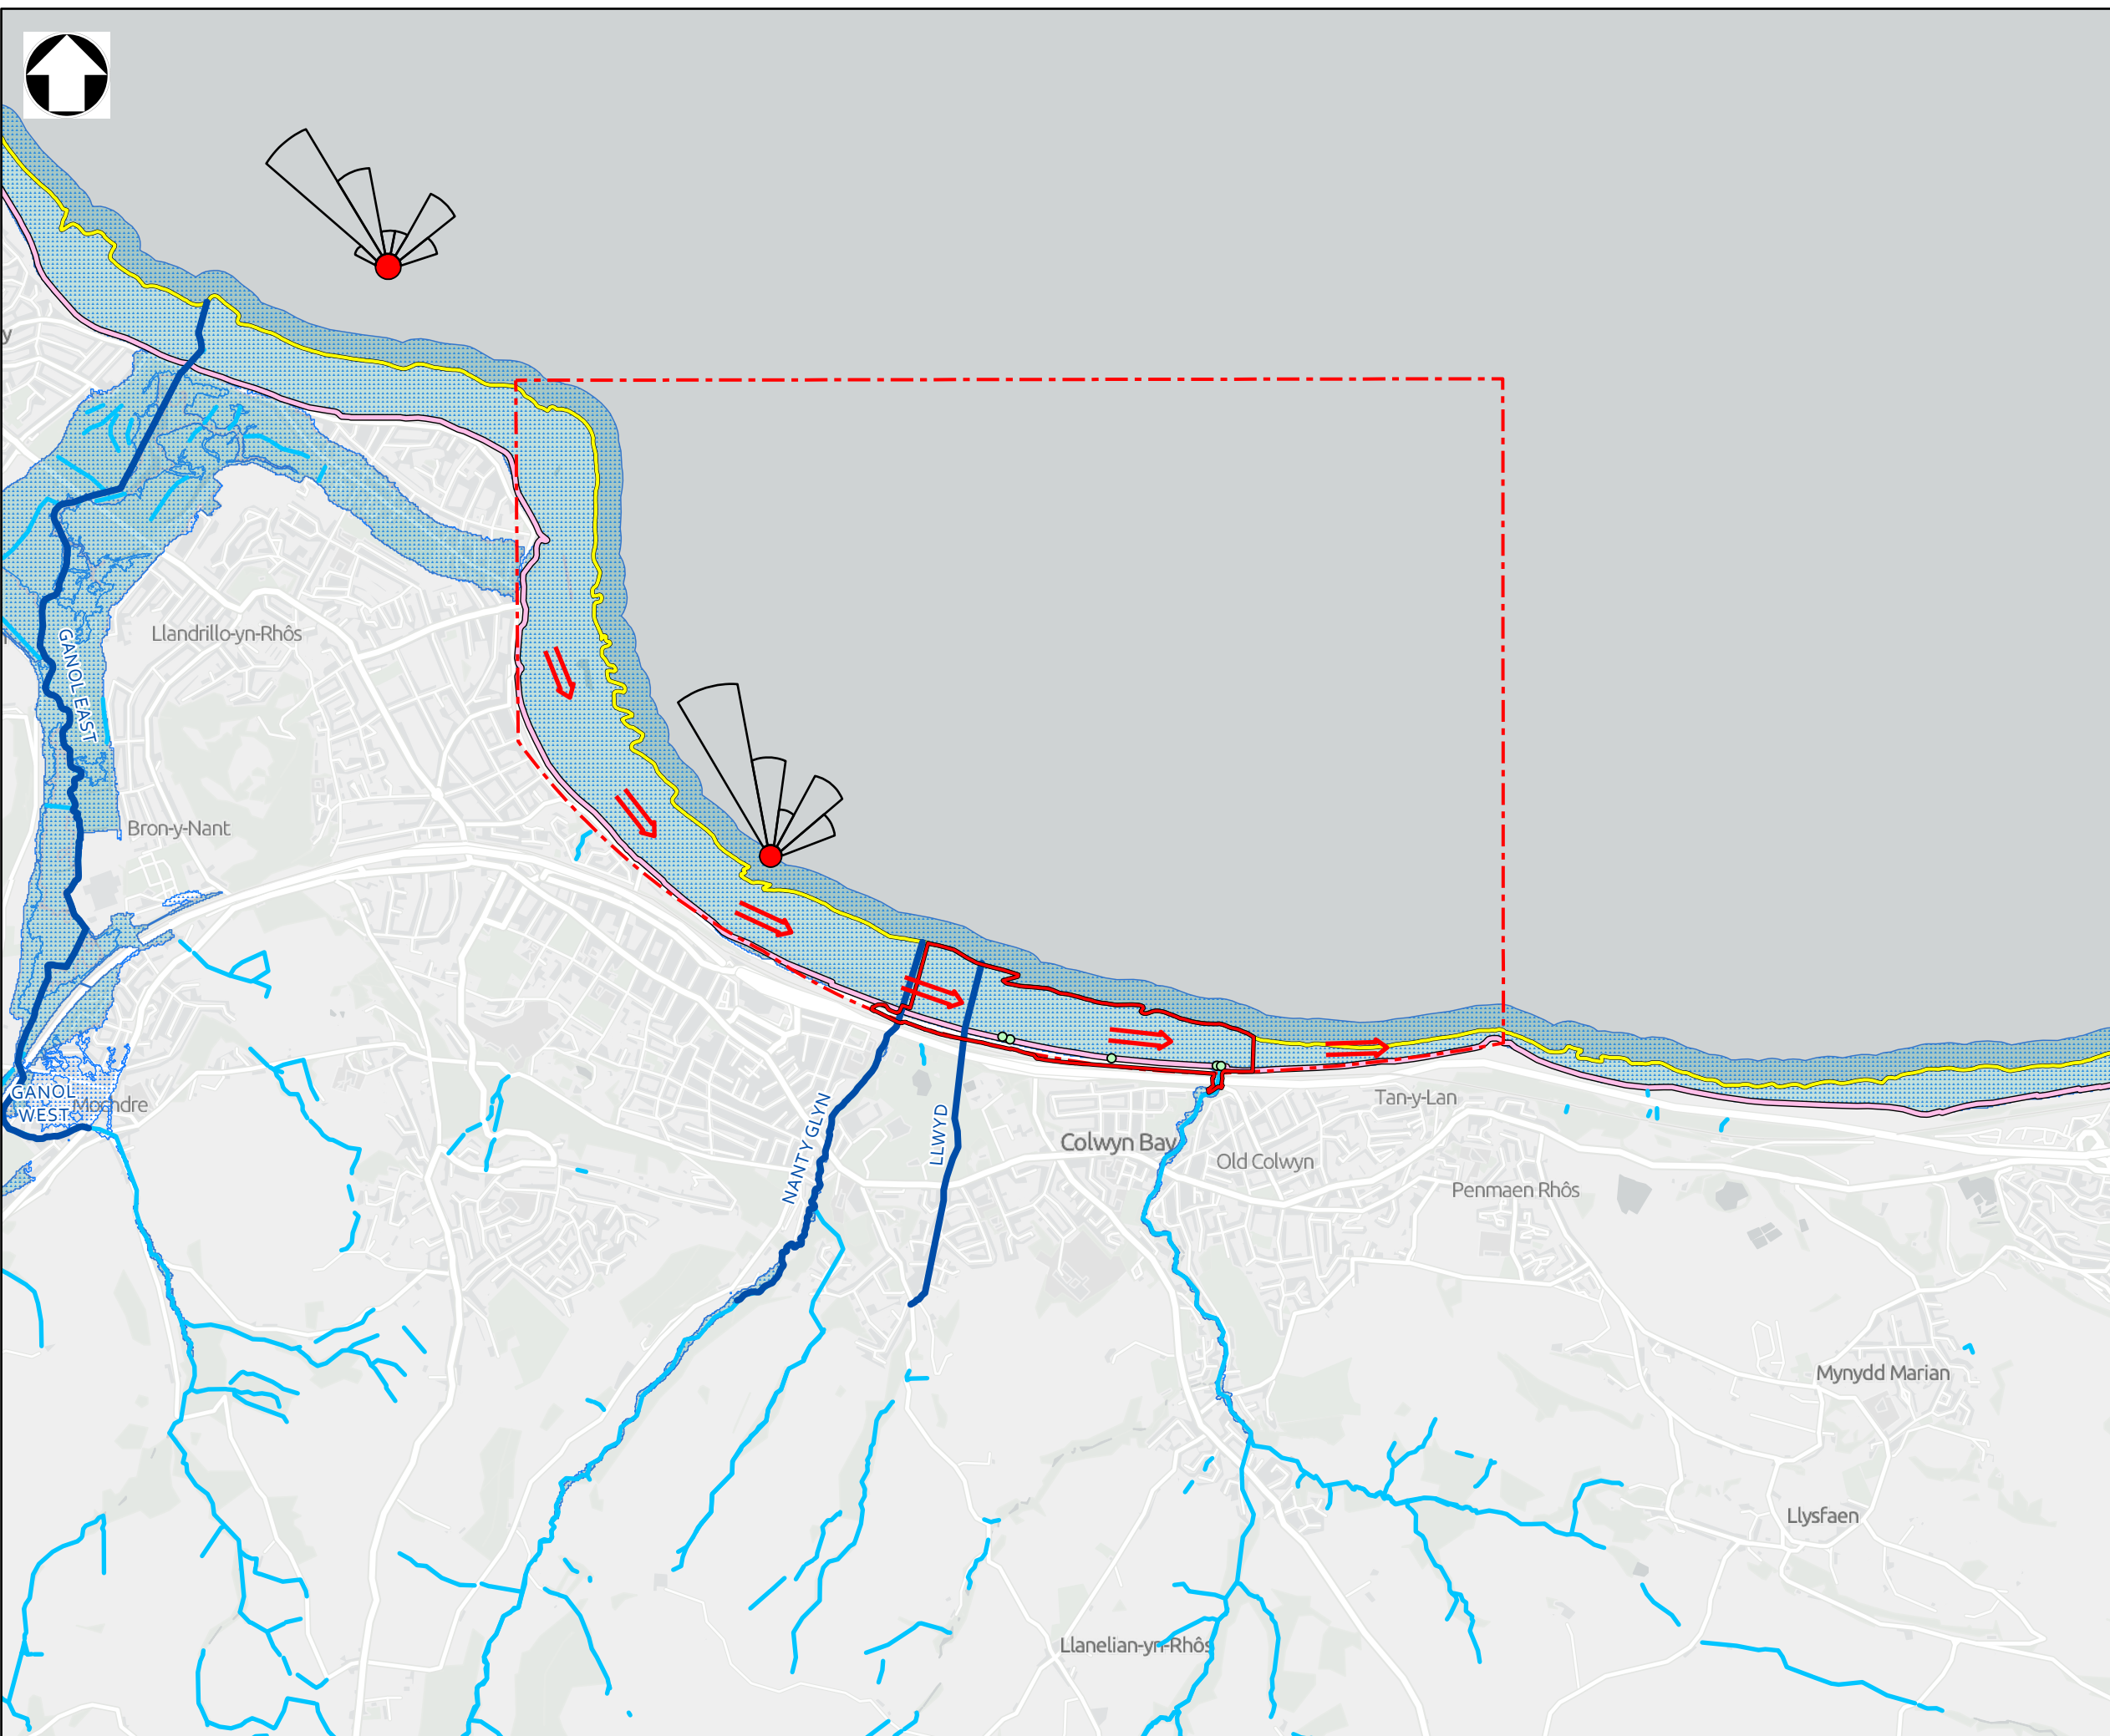 y
Llandrillo-yn-Rhôs
GANOL EAST
Bron-y-Nant
GANOL
WEST
Mochdre
NANT Y GLYN
LLWYD
Colwyn Bay
Old Colwyn
Tan-y-Lan
Penmaen Rhôs
Mynydd Marian
Llysfaen
Llanelian-yn-Rhôs